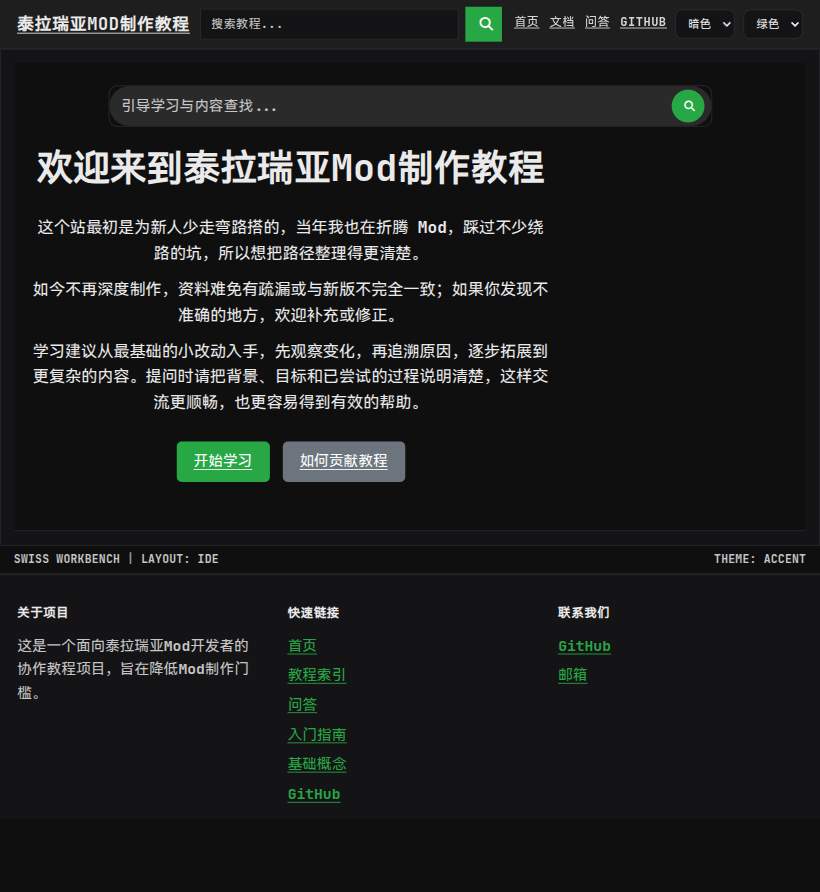 泰拉瑞亚MOD制作教程 搜索教程... 首页 文档 问答 GITHUB 暗色 绿色
引导学习与内容查找...
欢迎来到泰拉瑞亚Mod制作教程
这个站最初是为新人少走弯路搭的，当年我也在折腾 Mod，踩过不少绕
路的坑，所以想把路径整理得更清楚。
如今不再深度制作，资料难免有疏漏或与新版不完全一致；如果你发现不
准确的地方，欢迎补充或修正。
学习建议从最基础的小改动入手，先观察变化，再追溯原因，逐步拓展到
更复杂的内容。提问时请把背景、目标和已尝试的过程说明清楚，这样交
流更顺畅，也更容易得到有效的帮助。
开始学习 如何贡献教程
SWISS WORKBENCH | LAYOUT: IDE THEME: ACCENT
关于项目
这是一个面向泰拉瑞亚Mod开发者的
协作教程项目，旨在降低Mod制作门
槛。
快速链接
首页
教程索引
问答
入门指南
基础概念
GitHub
联系我们
GitHub
邮箱